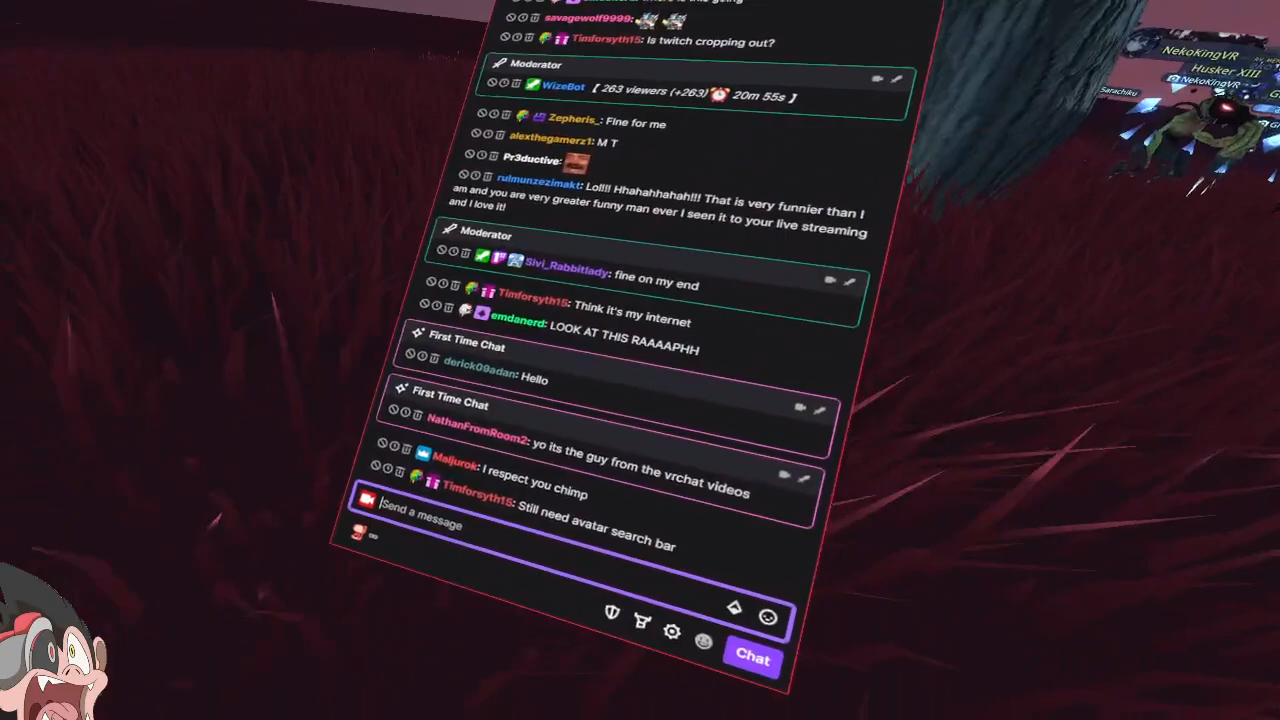 savagewolf9999:
Timforsyth15: Is twitch cropping out?
Moderator
WizeBot 【 263 viewers (+263) 20m 55s 】
Zepheris_: Fine for me
alexthegamerz1: M T
Pr3ductive:
rulmunzezimakt: Lol!!! Hhahahhahah!!! That is very funnier than I
am and you are very greater funny man ever I seen it to your live streaming
and I love it!
Moderator
Sivi_Rabbitlady: fine on my end
Timforsyth15: Think it's my internet
emdanerd: LOOK AT THIS RAAAAPHH
First Time Chat
derick09adan: Hello
First Time Chat
NathanFromRoom2: yo its the guy from the vrchat videos
Maljurok: I respect you chimp
Timforsyth15: Still need avatar search bar
Send a message
∞
Chat
NekoKingVR
Husker XIII
NekoKingVR
Sarachiku